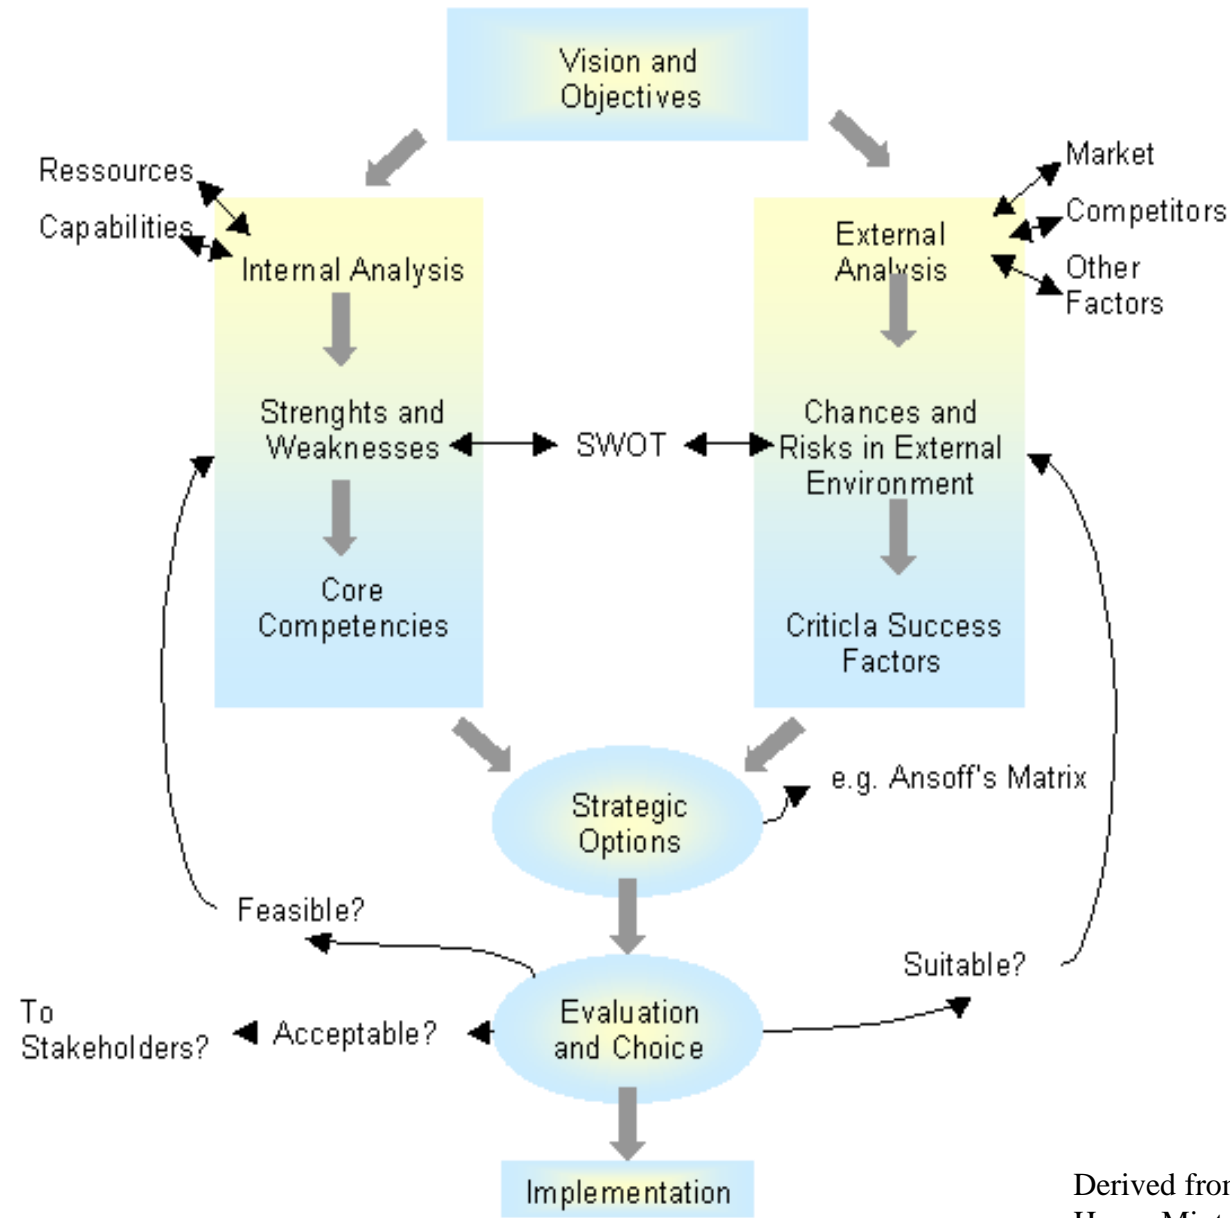 Vision and
Objectives
Ressources
Capabilities
Market
Competitors
Other
Factors
Internal Analysis
External
Analysis
Strenghts and
Weaknesses
SWOT
Chances and
Risks in External
Environment
Core
Competencies
Criticla Success
Factors
Strategic
Options
e.g. Ansoff's Matrix
Feasible?
Suitable?
To
Stakeholders?
Acceptable?
Evaluation
and Choice
Implementation
Derived from